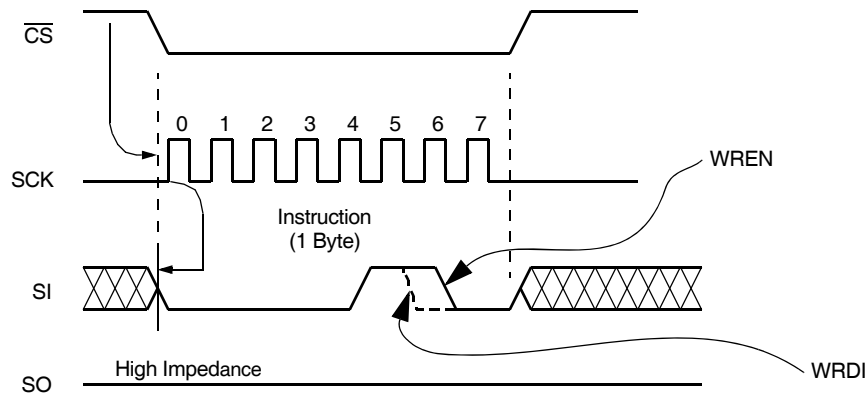 CS
0 1 2 3 4 5 6 7
SCK
WREN
Instruction
(1 Byte)
SI
High Impedance
WRDI
SO